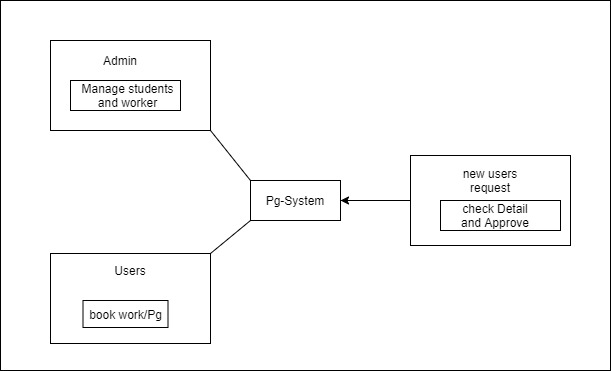 Admin
Manage students
and worker
Pg-System
new users
request
check Detail
and Approve
Users
book work/Pg